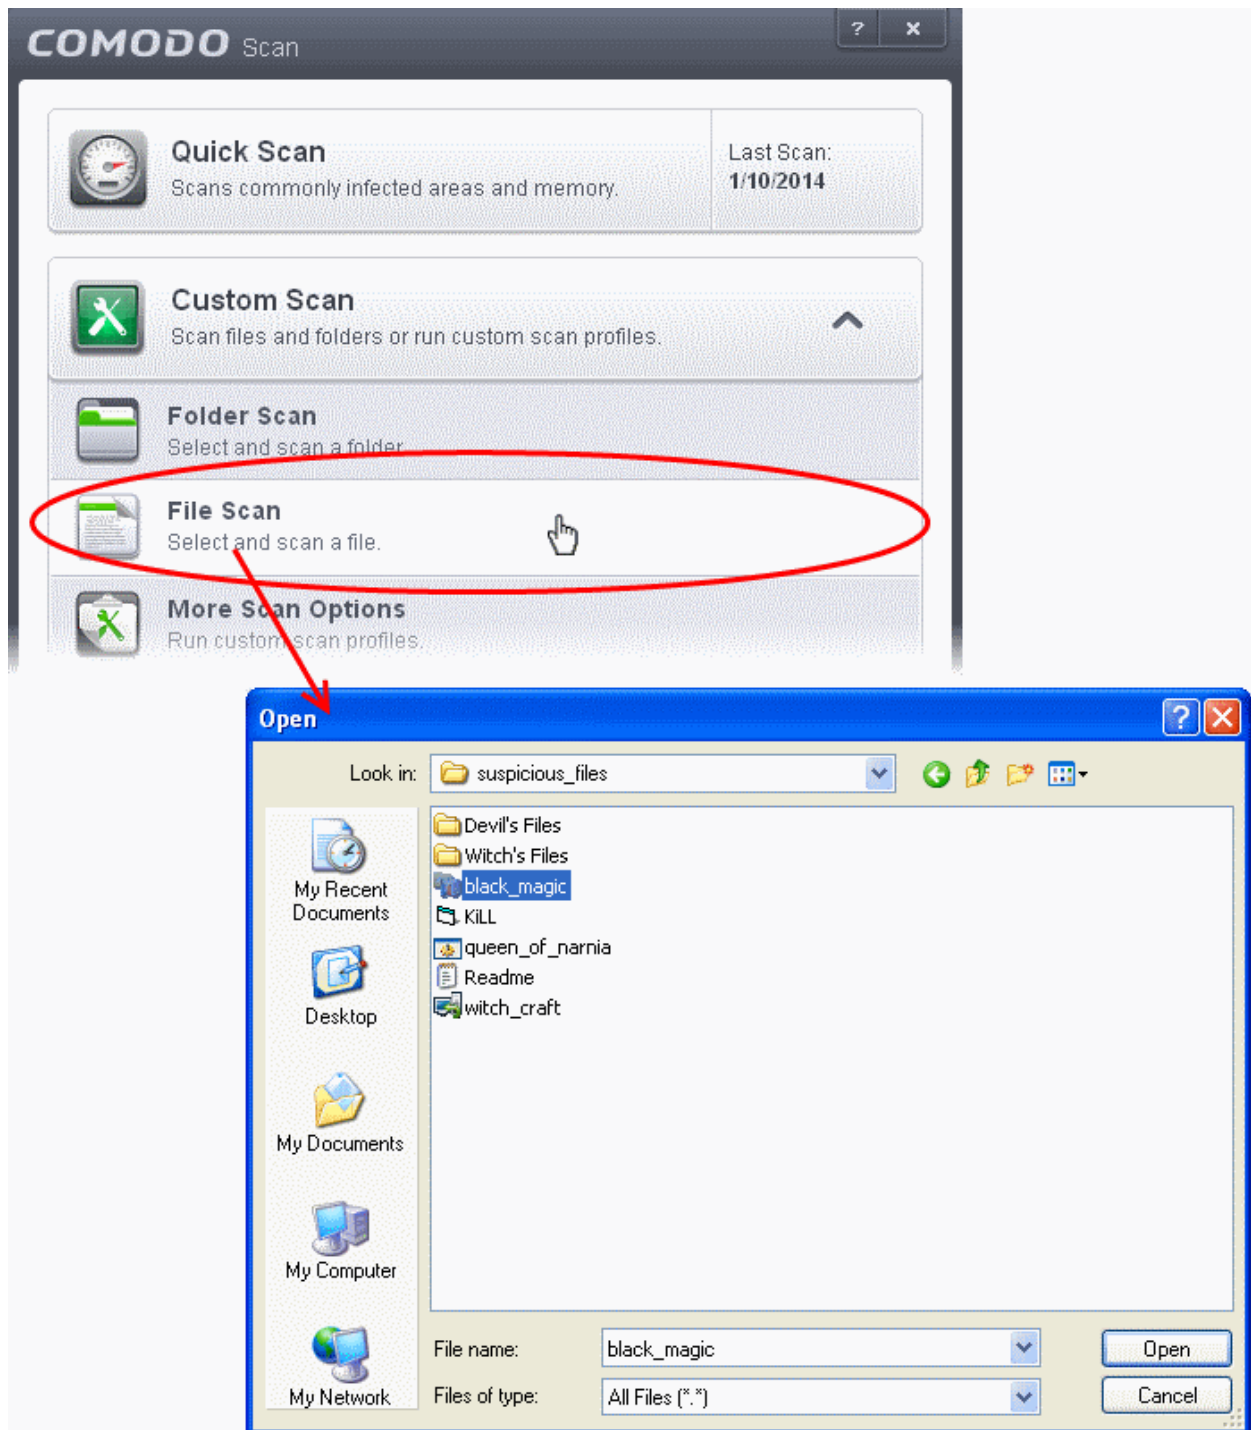 COMODO Scan
? x
Quick Scan
Scans commonly infected areas and memory.
Last Scan:
1/10/2014
Custom Scan
Scan files and folders or run custom scan profiles.
Folder Scan
Select and scan a folder.
File Scan
Select and scan a file.
More Scan Options
Run custom scan profiles.
Open
?
Look in:
suspicious_files
Devil's Files
Witch's Files
black_magic
KiLL
queen_of_narnia
Readme
witch_craft
My Recent
Documents
Desktop
My Documents
My Computer
My Network
File name:
black_magic
Open
Files of type:
All Files (*.*)
Cancel